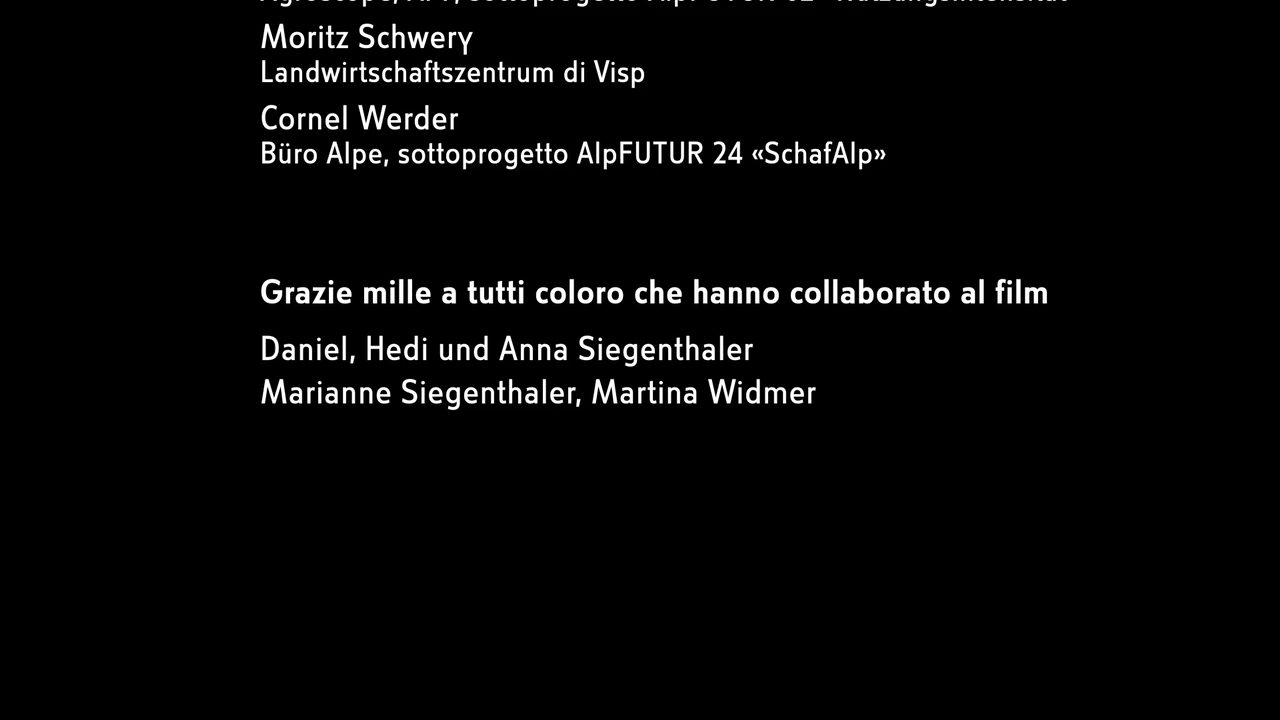 Moritz Schwery
Landwirtschaftszentrum di Visp
Cornel Werder
Büro Alpe, sottoprogetto AlpFUTUR 24 «SchafAlp»
Grazie mille a tutti coloro che hanno collaborato al film
Daniel, Hedi und Anna Siegenthaler
Marianne Siegenthaler, Martina Widmer